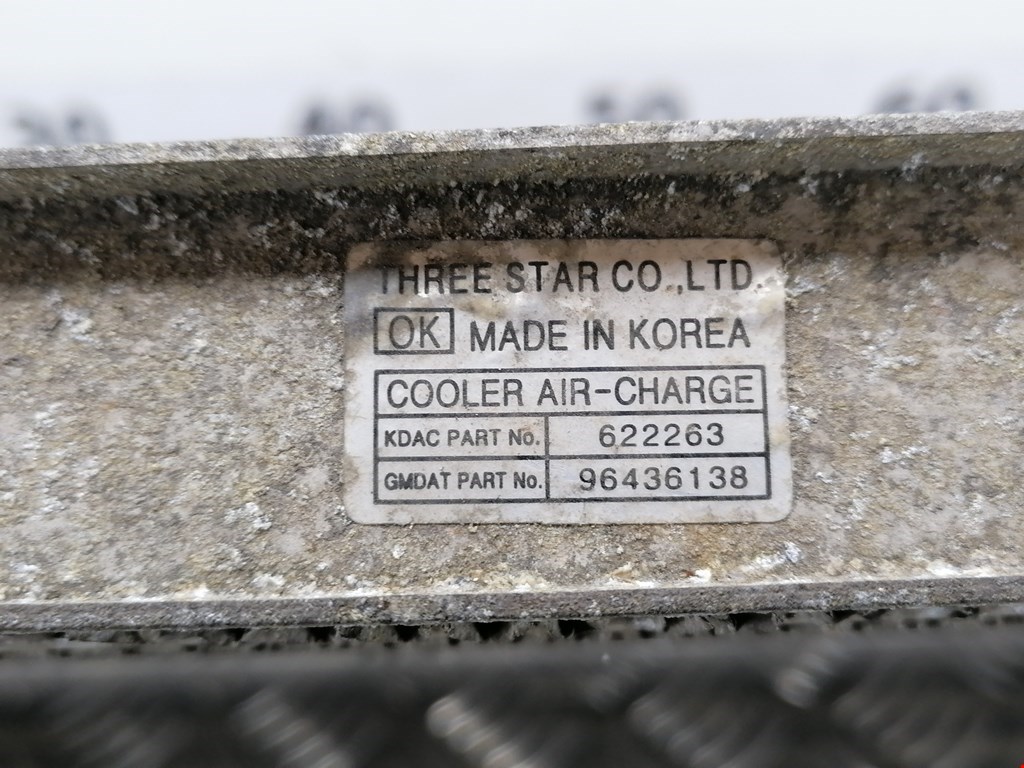 THREE STAR CO.,LTD.
OK MADE IN KOREA
COOLER AIR-CHARGE
KDAC PART No. 622263
GMDAT PART No. 96436138